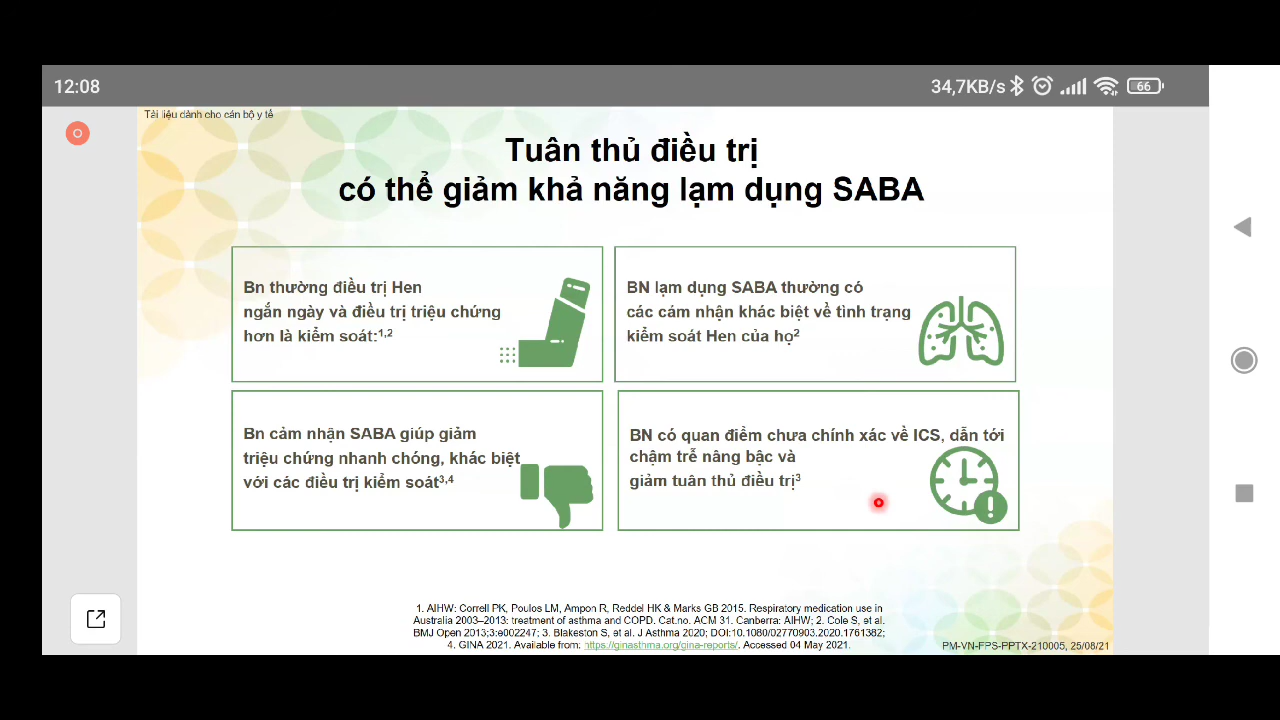 12:08
34,7KB/s
66
Tài liệu dành cho cán bộ y tế
Tuân thủ điều trị
có thể giảm khả năng lạm dụng SABA
Bn thường điều trị Hen
ngắn ngày và điều trị triệu chứng
hơn là kiểm soát:1,2
BN lạm dụng SABA thường có
các cảm nhận khác biệt về tình trạng
kiểm soát Hen của họ2
Bn cảm nhận SABA giúp giảm
triệu chứng nhanh chóng, khác biệt
với các điều trị kiểm soát3,4
BN có quan điểm chưa chính xác về ICS, dẫn tới
chậm trễ nâng bậc và
giảm tuân thủ điều trị3
1. AIHW: Correll PK, Poulos LM, Ampon R, Reddel HK & Marks GB 2015. Respiratory medication use in
Australia 2003–2013: treatment of asthma and COPD. Cat.no. ACM 31. Canberra: AIHW; 2. Cole S, et al.
BMJ Open 2013;3:e002247; 3. Blakeston S, et al. J Asthma 2020; DOI:10.1080/02770903.2020.1761382;
4. GINA 2021. Available from: https://ginasthma.org/gina-reports/. Accessed 04 May 2021.
PM-VN-FPS-PPTX-210005, 25/08/21